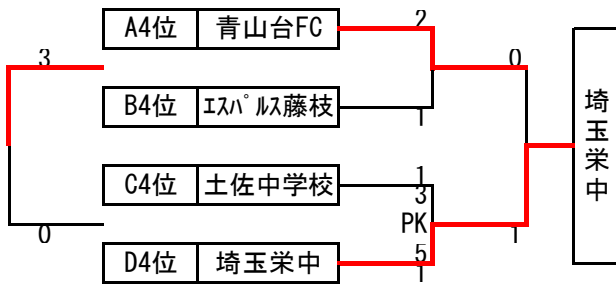 A4位 青山台FC 2
3 0
B4位 エスパルス藤枝 1
埼玉栄中
C4位 土佐中学校 1
3
PK
0 5 1
D4位 埼玉栄中 1